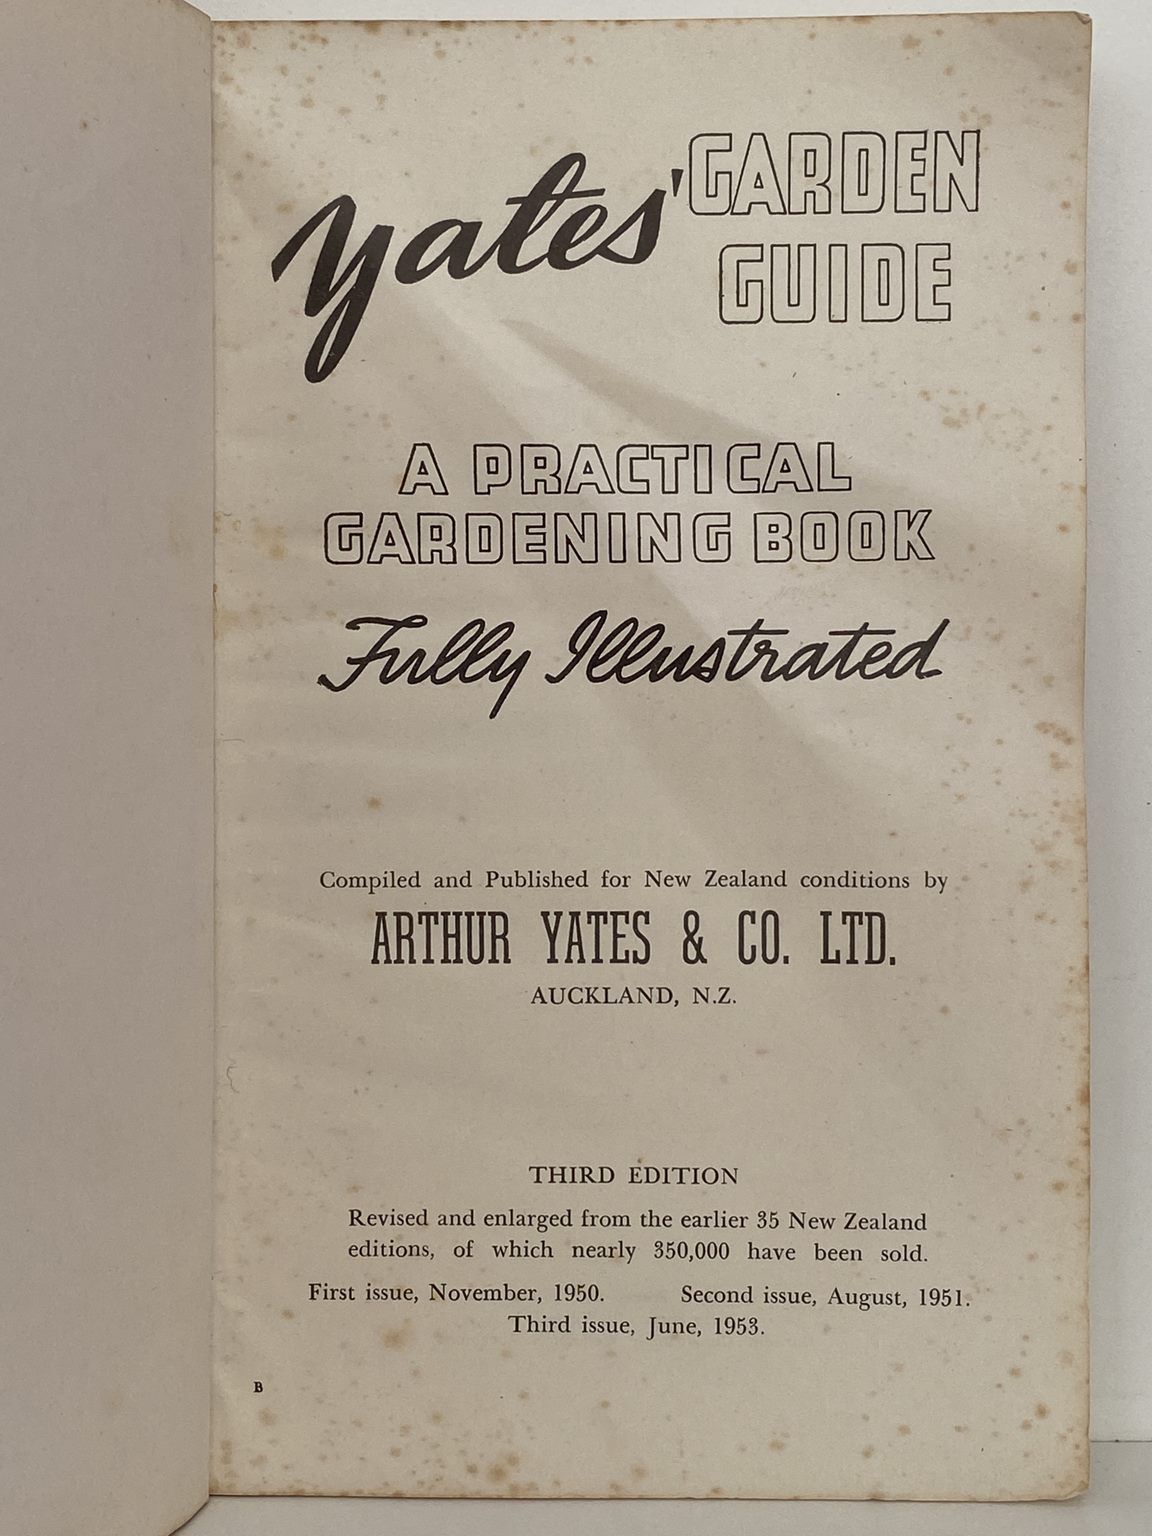 Yates' GARDEN
GUIDE
A PRACTICAL
GARDENING BOOK
Fully Illustrated
Compiled and Published for New Zealand conditions by
ARTHUR YATES & CO. LTD.
AUCKLAND, N.Z.
THIRD EDITION
Revised and enlarged from the earlier 35 New Zealand
editions, of which nearly 350,000 have been sold.
First issue, November, 1950. Second issue, August, 1951.
Third issue, June, 1953.
B